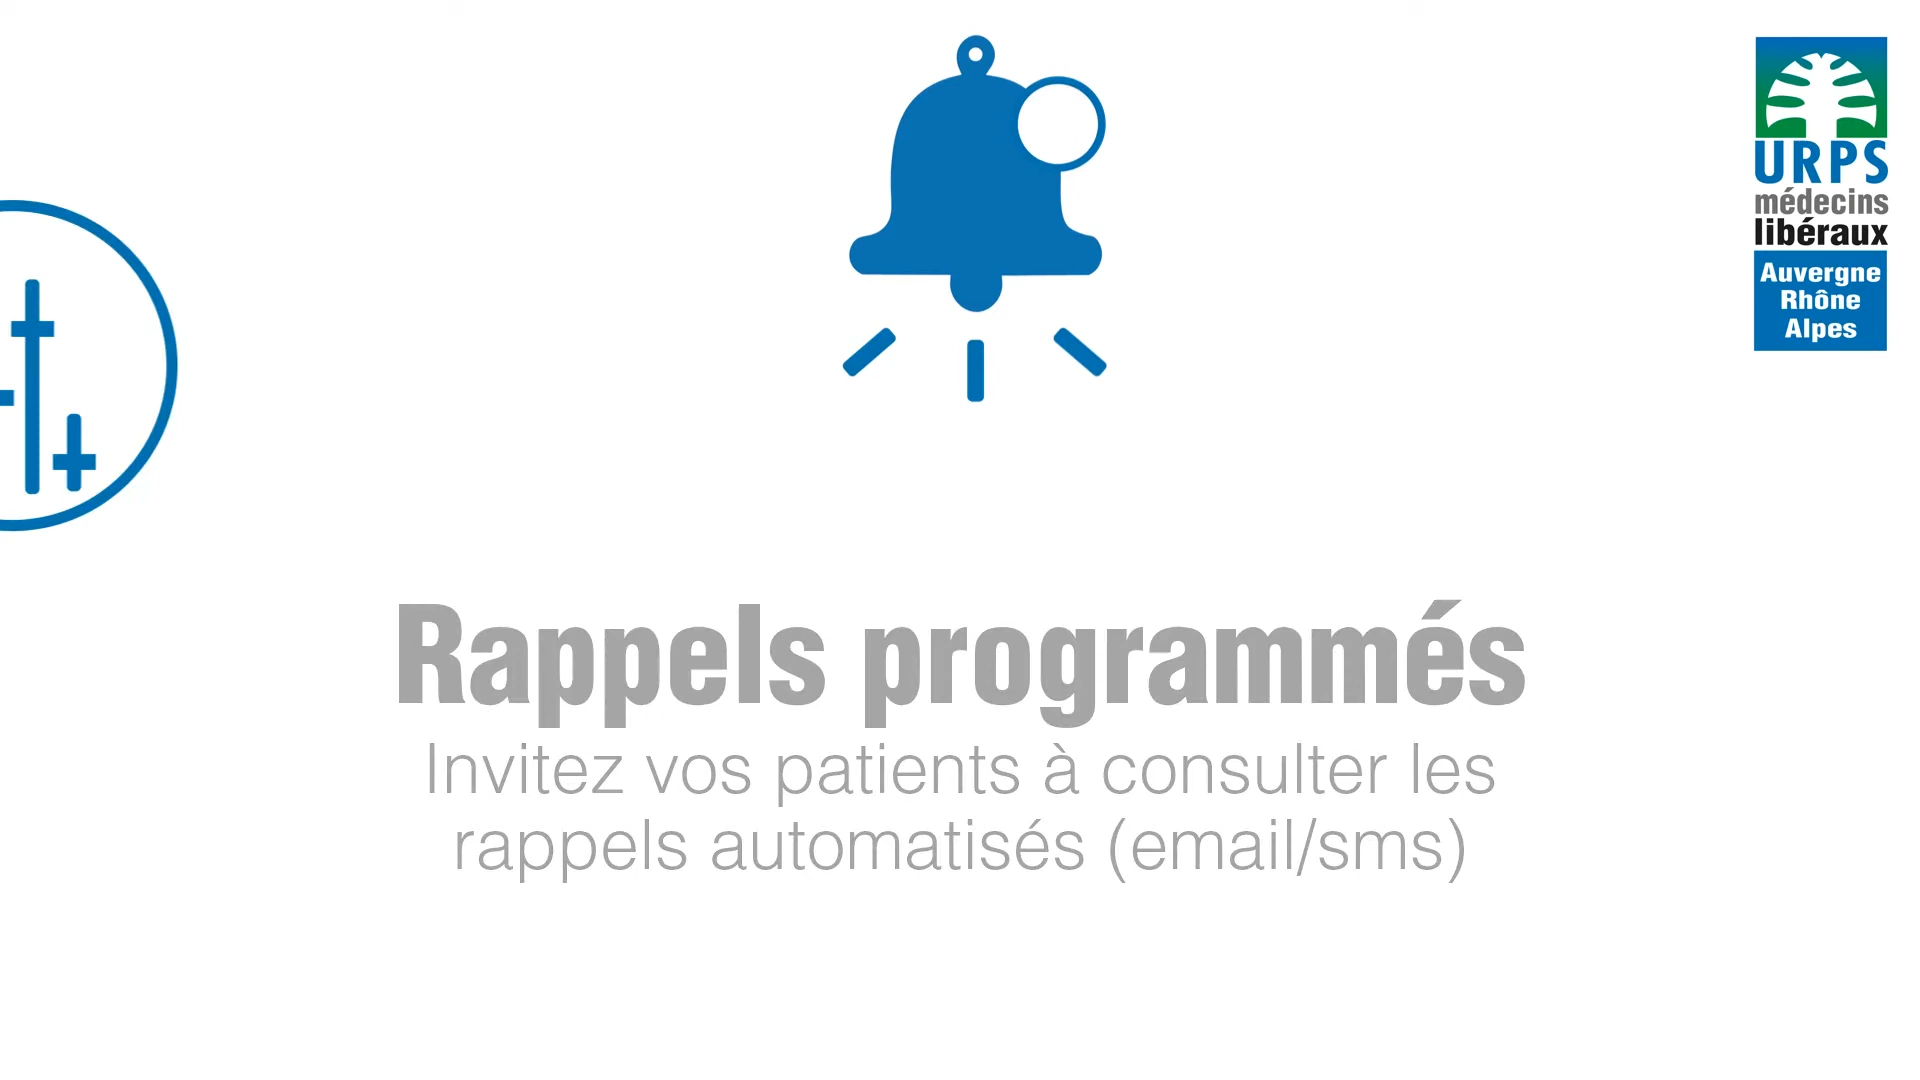 URPS
médecins
libéraux
Auvergne
Rhône
Alpes
Rappels programmés
Invitez vos patients à consulter les
rappels automatisés (email/sms)